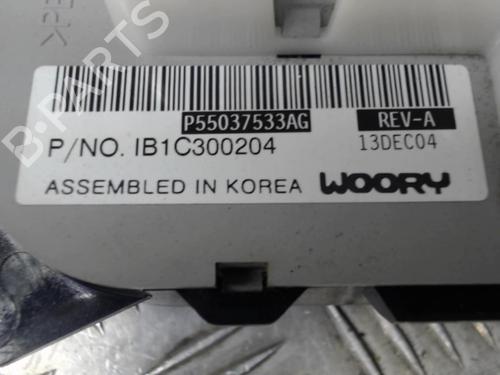 B-PARTS
P55037533AG REV-A
P/NO. IB1C300204 13DEC04
ASSEMBLED IN KOREA WOORY